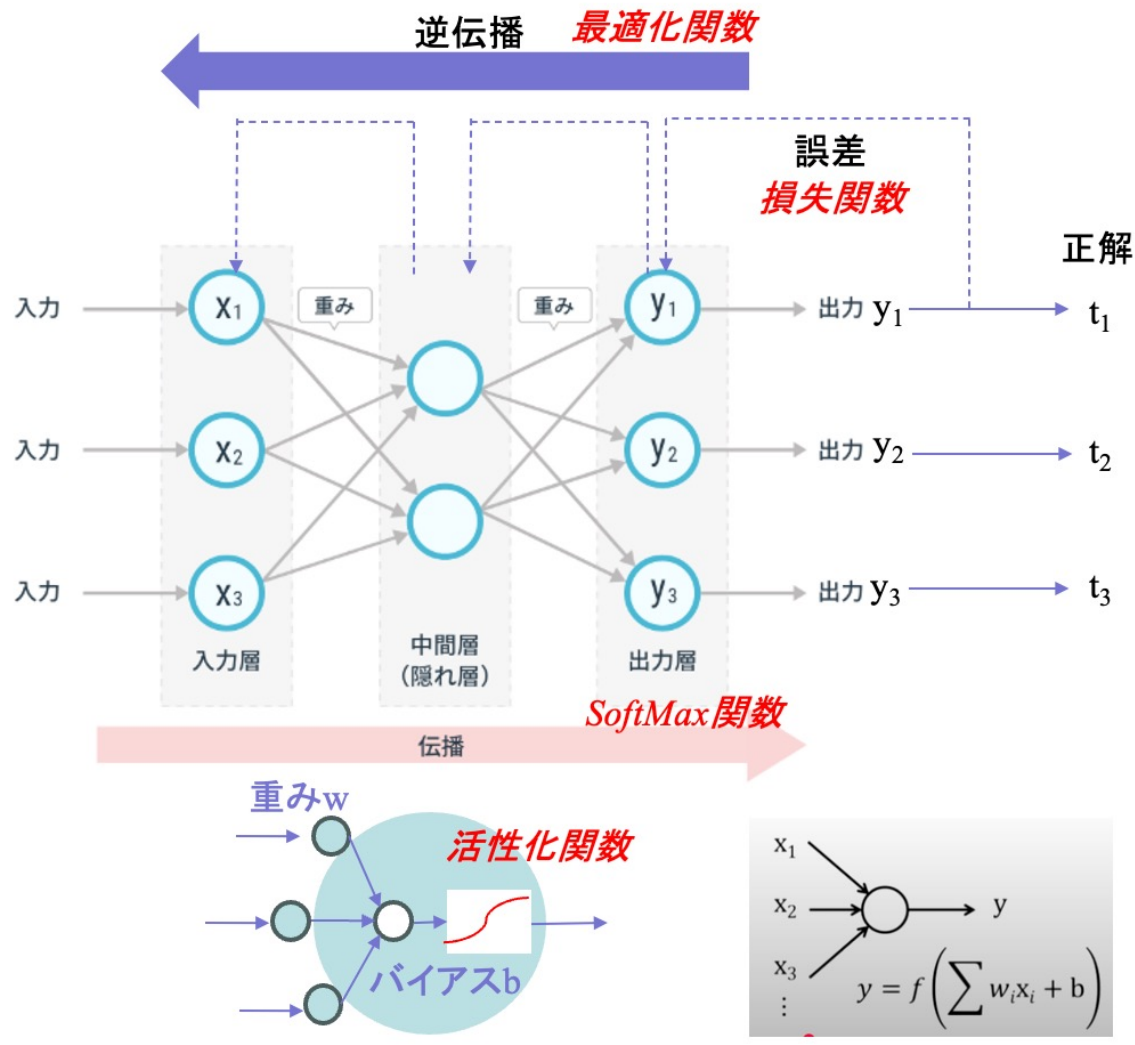 逆伝播 最適化関数
誤差
損失関数
正解
入力 x1 重み 重み y1 出力 y1 t1
入力 x2 y2 出力 y2 t2
入力 x3 y3 出力 y3 t3
入力層
中間層
（隠れ層）
出力層
SoftMax関数
伝播
重みw
活性化関数
バイアスb
x1
x2 y
x3
⋮
y = f(∑ wixi + b)